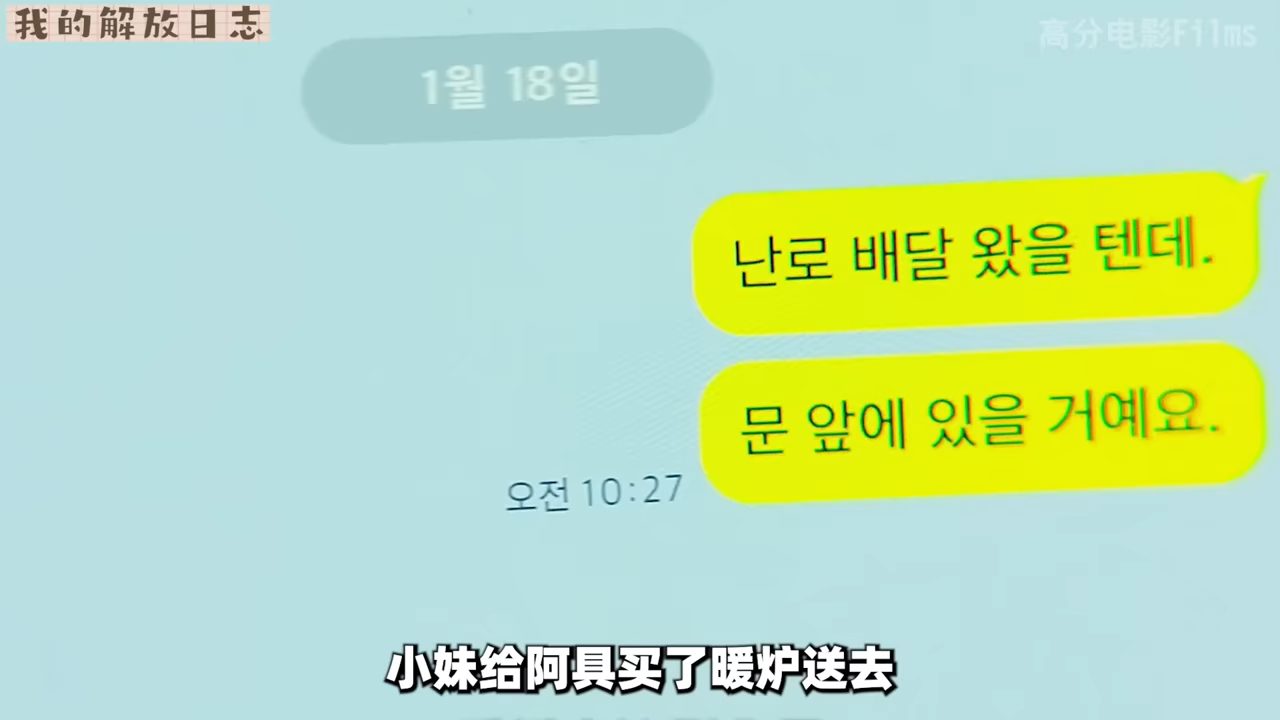 我的解放日志
高分电影Films
1월 18일
난로 배달 왔을 텐데.
문 앞에 있을 거예요.
오전 10:27
小妹给阿具买了暖炉送去